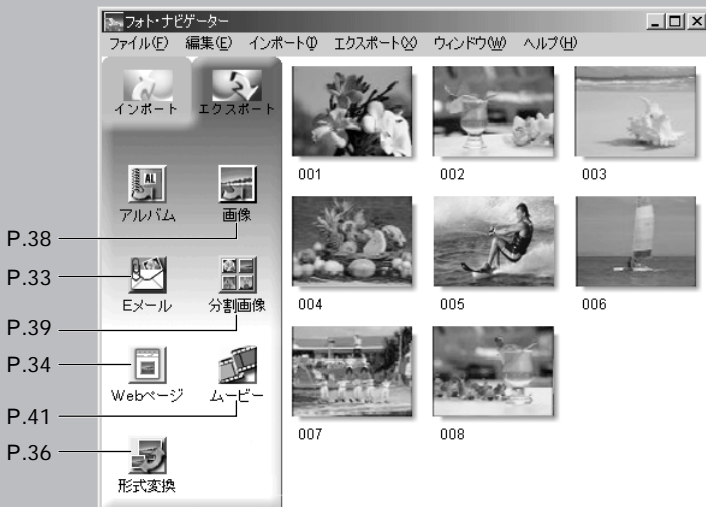 フォト・ナビゲーター
ファイル(F) 編集(E) インポート(I) エクスポート(X) ウィンドウ(W) ヘルプ(H)
インポート エクスポート
001 002 003
アルバム 画像
P.38
P.33
Eメール 分割画像
004 005 006
P.39
P.34
Webページ ムービー
P.41
007 008
P.36
形式変換